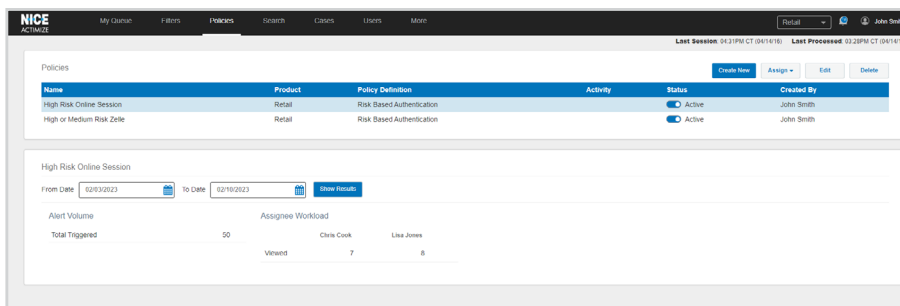 NICE My Queue Filters Policies Search Cases Users More Retail John Smi
ACTIMIZE
Last Session: 04:31PM CT (04/14/16) Last Processed: 03:28PM CT (04/14/1
Policies Create New Assign Edit Delete
Name Product Policy Definition Activity Status Created By
High Risk Online Session Retail Risk Based Authentication Active John Smith
High or Medium Risk Zelle Retail Risk Based Authentication Active John Smith
High Risk Online Session
From Date 02/03/2023 To Date 02/10/2023 Show Results
Alert Volume Assignee Workload
Total Triggered 50 Chris Cook Lisa Jones
Viewed 7 8